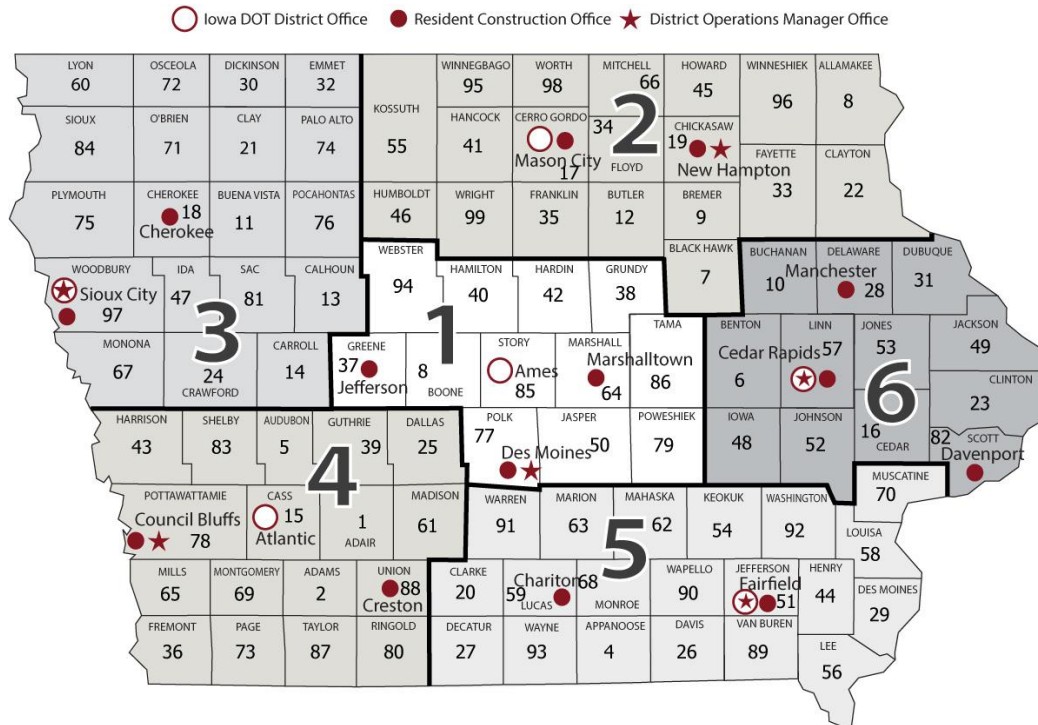 Iowa DOT District Office
Resident Construction Office
District Operations Manager Office
LYON
60
OSCEOLA
72
DICKINSON
30
EMMET
32
SIOUX
84
O'BRIEN
71
CLAY
21
PALO ALTO
74
PLYMOUTH
75
CHEROKEE
18
Cherokee
BUENA VISTA
11
POCAHONTAS
76
WOODBURY
Sioux City
97
IDA
47
SAC
81
CALHOUN
13
3
MONONA
67
24
CRAWFORD
CARROLL
14
KOSSUTH
55
WINNEGBAGO
95
WORTH
98
MITCHELL
66
HOWARD
45
WINNESHIEK
96
ALLAMAKEE
8
HANCOCK
41
CERRO GORDO
Mason City
17
34
FLOYD
2
CHICKASAW
19
New Hampton
FAYETTE
33
CLAYTON
22
HUMBOLDT
46
WRIGHT
99
FRANKLIN
35
BUTLER
12
BREMER
9
BLACK HAWK
7
WEBSTER
94
HAMILTON
40
HARDIN
42
GRUNDY
38
1
GREENE
37
Jefferson
8
BOONE
STORY
Ames
85
MARSHALL
Marshalltown
64
TAMA
86
POLK
77
Des Moines
JASPER
50
POWESHIEK
79
BUCHANAN
10
DELAWARE
Manchester
28
DUBUQUE
31
BENTON
6
LINN
57
Cedar Rapids
JONES
53
JACKSON
49
CLINTON
23
6
IOWA
48
JOHNSON
52
16
CEDAR
82
SCOTT
Davenport
HARRISON
43
SHELBY
83
AUDUBON
5
GUTHRIE
39
DALLAS
25
4
POTTAWATTAMIE
Council Bluffs
78
CASS
15
Atlantic
1
ADAIR
MADISON
61
MILLS
65
MONTGOMERY
69
ADAMS
2
UNION
88
Creston
FREMONT
36
PAGE
73
TAYLOR
87
RINGOLD
80
WARREN
91
MARION
63
MAHASKA
62
KEOKUK
54
WASHINGTON
92
MUSCATINE
70
LOUISA
58
5
CLARKE
20
Chariton
59
LUCAS
68
MONROE
WAPELLO
90
JEFFERSON
Fairfield
51
HENRY
44
DES MOINES
29
DECATUR
27
WAYNE
93
APPANOOSE
4
DAVIS
26
VAN BUREN
89
LEE
56